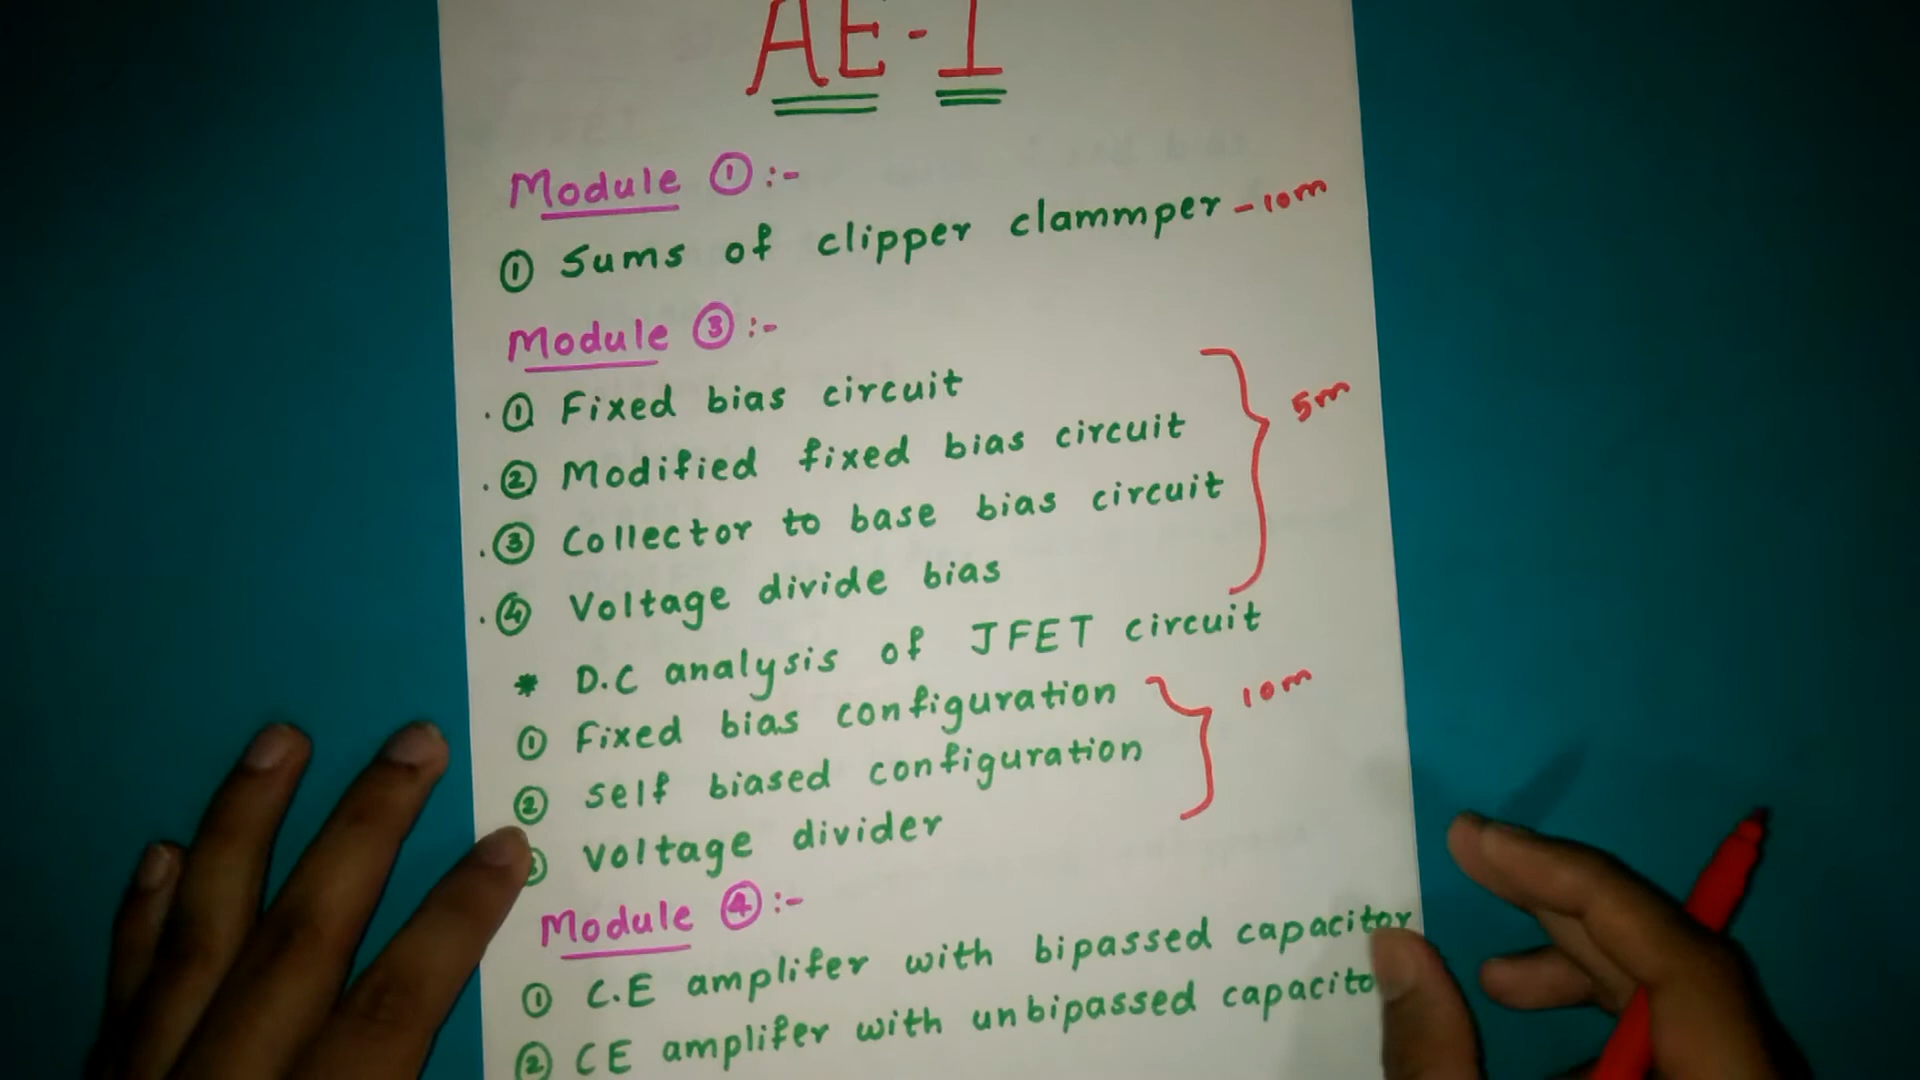 AE-1
Module ①:-
① Sums of clipper clammper - 10m
Module ③:-
① Fixed bias circuit
② Modified fixed bias circuit
5m
③ Collector to base bias circuit
④ Voltage divide bias
* D.C analysis of JFET circuit
① Fixed bias configuration
10m
② self biased configuration
voltage divider
Module ④:-
① C.E amplifer with bipassed capacitor
② CE amplifer with unbipassed capacito